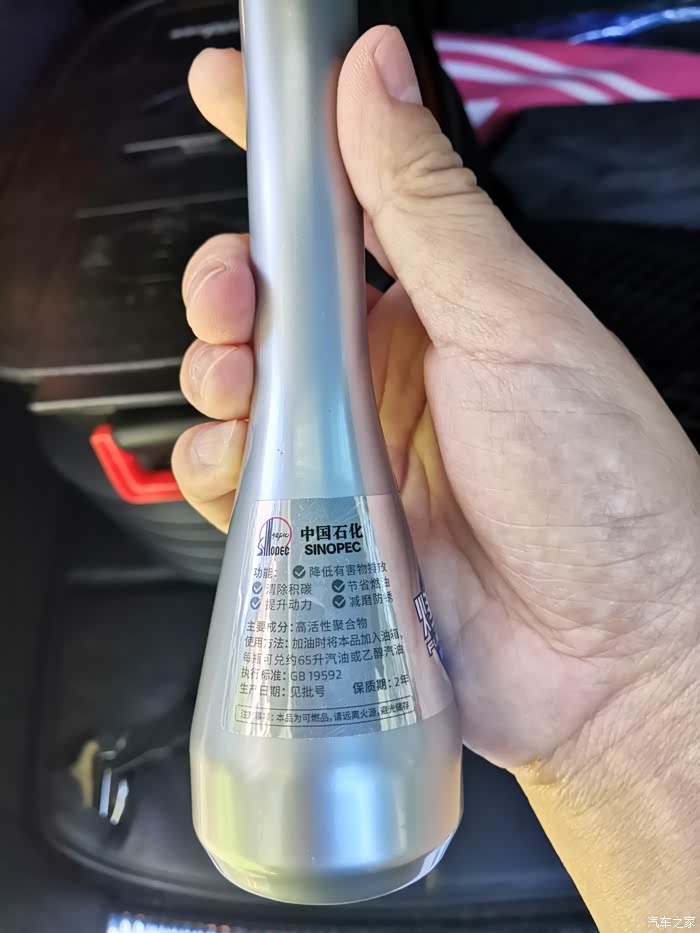 SINOPEC
中国石化
SINOPEC
功能: 降低有害物排放
清除积碳 节省燃油
提升动力 减磨防锈
主要成分: 高活性聚合物
使用方法: 加油时将本品加入油箱,
每瓶可兑约65升汽油或乙醇汽油
执行标准: GB 19592
生产日期: 见批号 保质期: 2年
注意事项: 本品为可燃品, 请远离火源, 避光储存
汽车之家